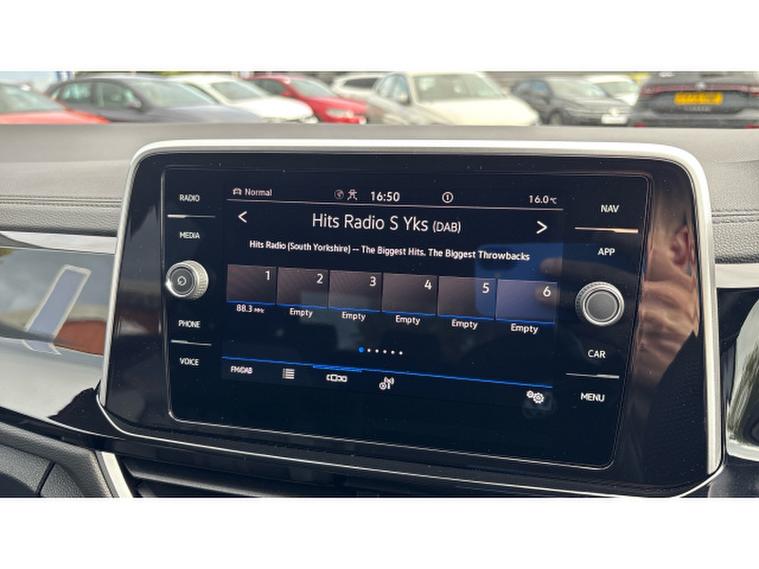 RADIO
MEDIA
PHONE
VOICE
Normal
16:50
16.0°C
Hits Radio S Yks (DAB)
Hits Radio (South Yorkshire) -- The Biggest Hits, The Biggest Throwbacks
1 2 3 4 5 6
88.3 MHz Empty Empty Empty Empty Empty
FM/DAB
NAV
APP
CAR
MENU